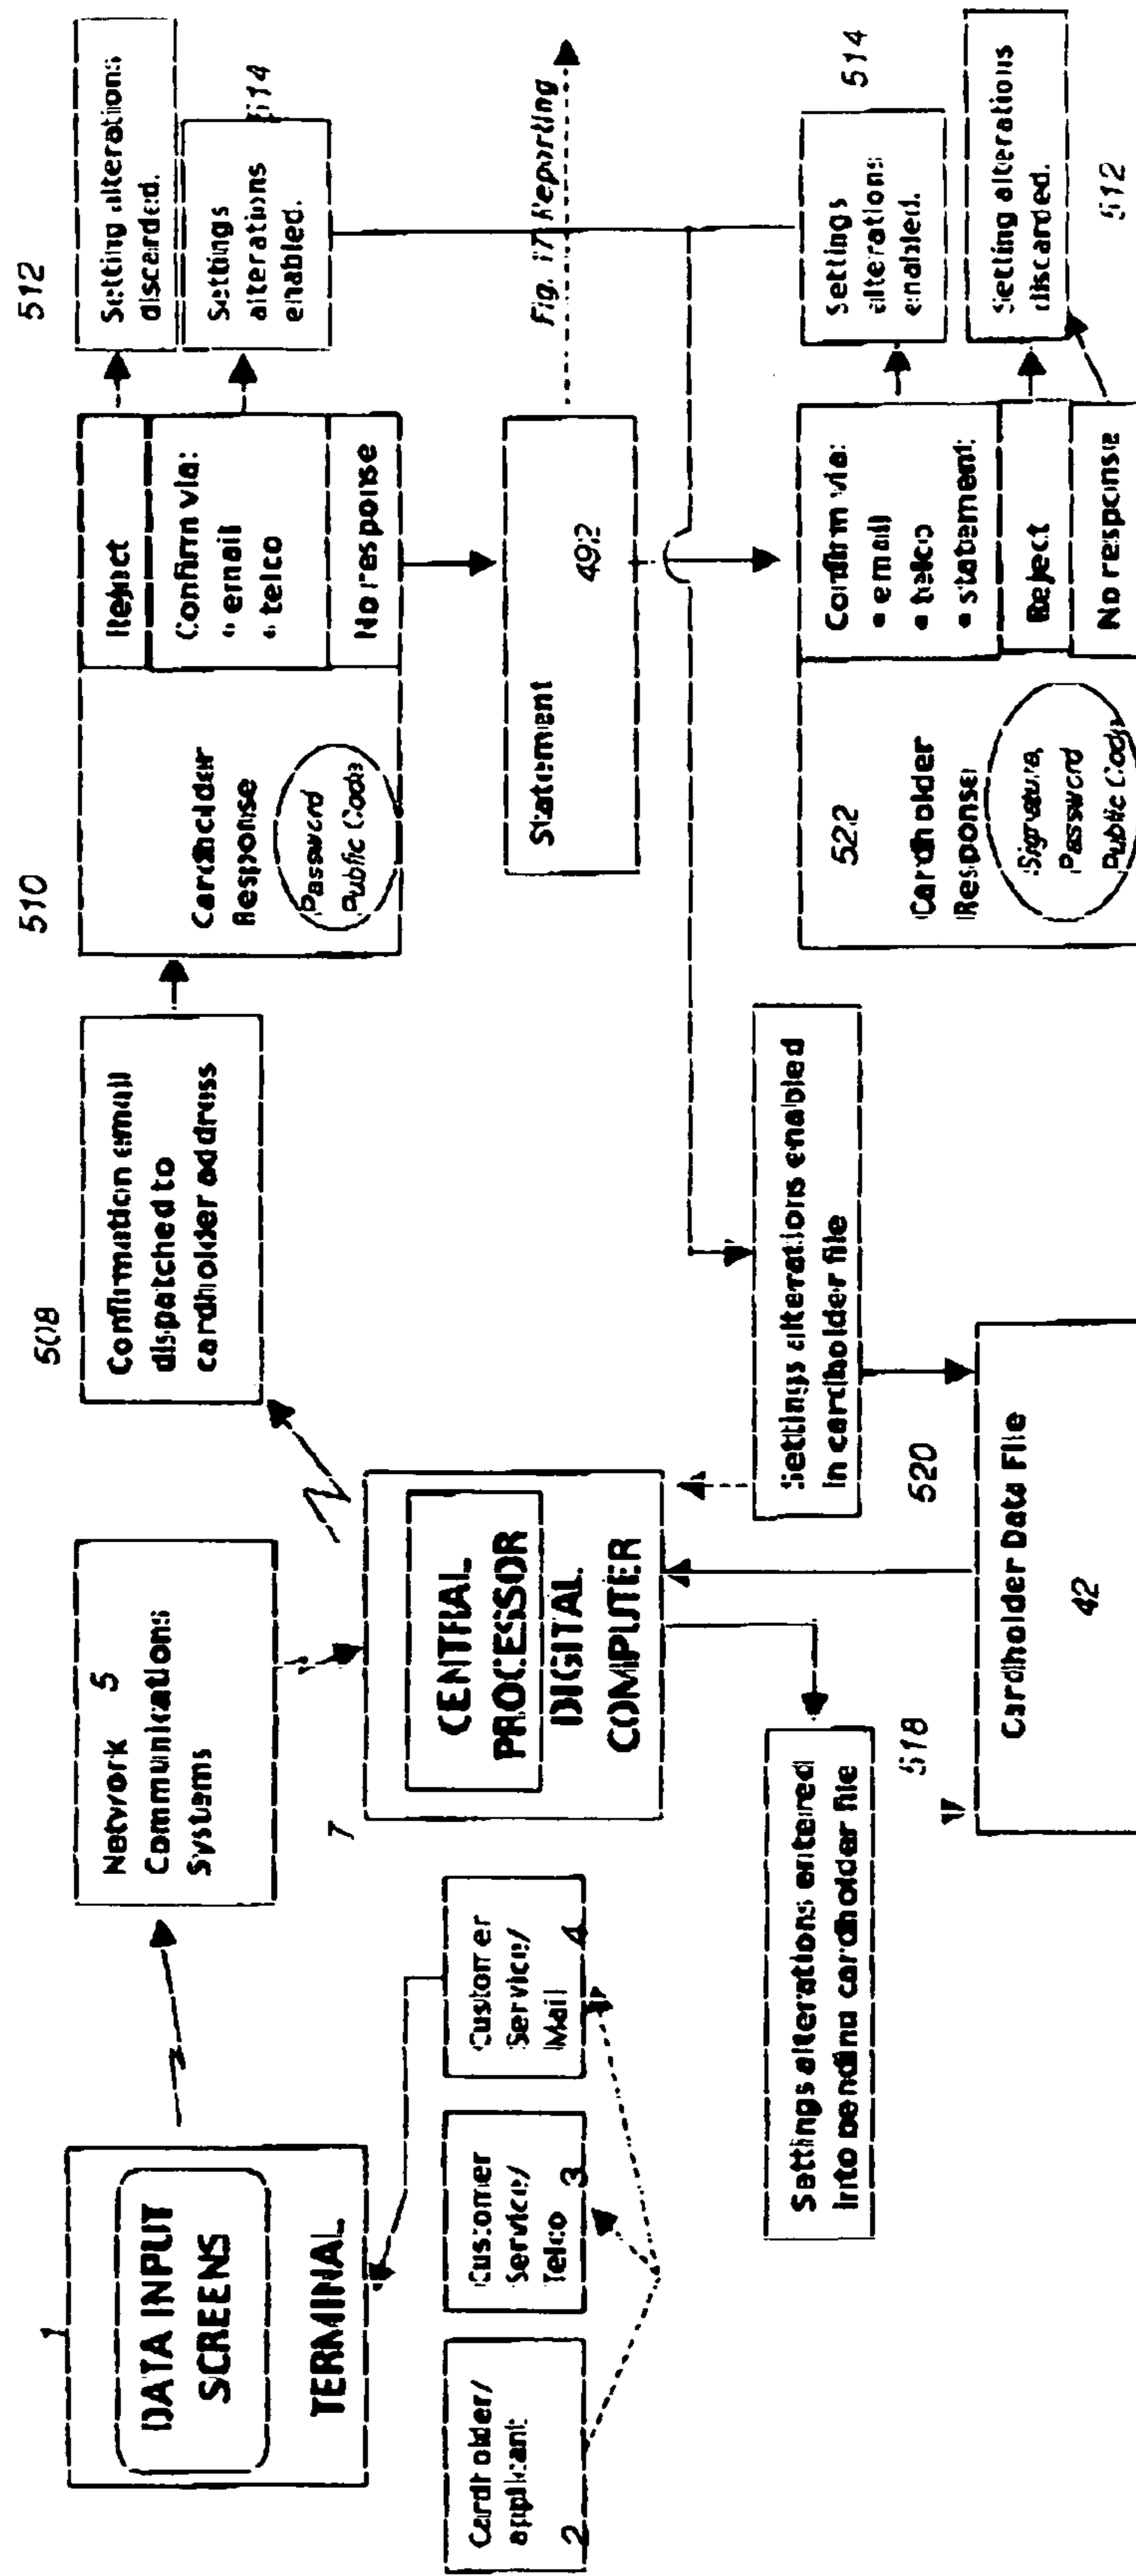 1
DATA INPUT
SCREENS
TERMINAL
Cardholder/
applicant
2
Customer
Service/
Telco 3
Customer
Service/
Mail 4
Network 5
Communications
Systems
7
CENTRAL
PROCESSOR
DIGITAL
COMPUTER
Settings alterations entered
into pending cardholder file
518
Cardholder Data File
42
520
Settings alterations enabled
in cardholder file
508
Confirmation email
dispatched to
cardholder address
510
Cardholder
Response
Password
Public Code
Reject
Confirm via:
• email
• telco
No response
512
Setting alterations
discarded.
514
Settings
alterations
enabled.
Statement
492
Fig. 17 Reporting
522
Cardholder
Response
Signature,
Password
Public Code
Confirm via:
• email
• telco
• statement
Reject
No response
514
Settings
alterations
enabled.
Setting alterations
discarded.
512